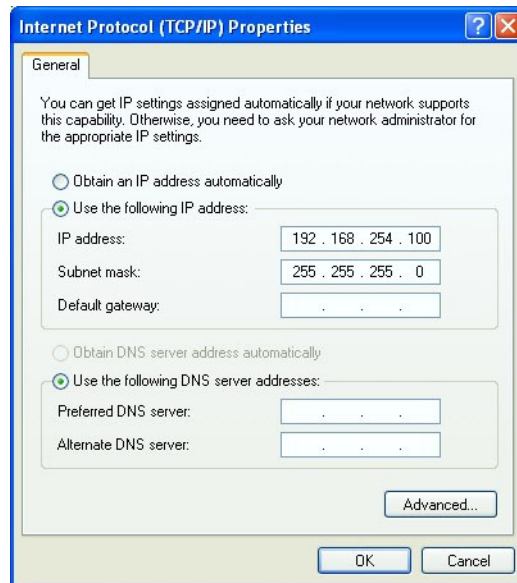 Internet Protocol (TCP/IP) Properties
General
You can get IP settings assigned automatically if your network supports
this capability. Otherwise, you need to ask your network administrator for
the appropriate IP settings.
Obtain an IP address automatically
Use the following IP address:
IP address: 192 . 168 . 254 . 100
Subnet mask: 255 . 255 . 255 . 0
Default gateway: . . .
Obtain DNS server address automatically
Use the following DNS server addresses:
Preferred DNS server: . . .
Alternate DNS server: . . .
Advanced...
OK Cancel